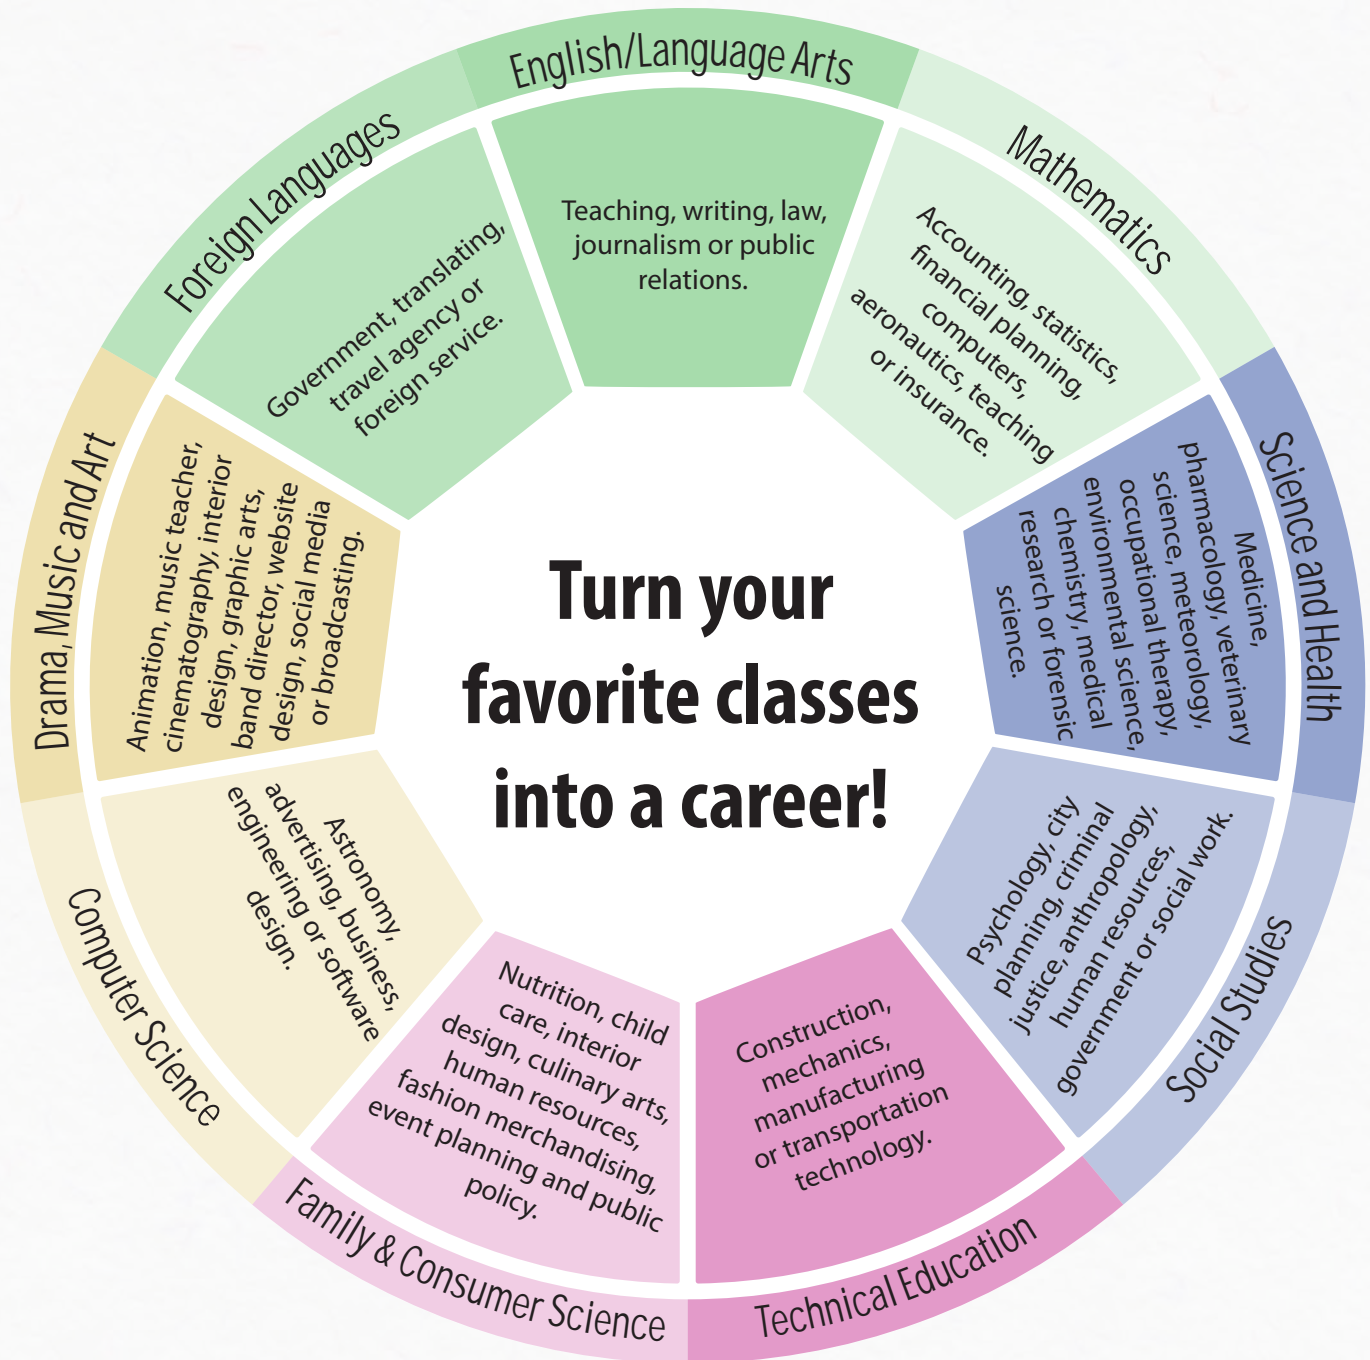 Turn your
favorite classes
into a career!
English/Language Arts
Teaching, writing, law,
journalism or public
relations.
Mathematics
Accounting, statistics,
financial planning,
computers,
aeronautics, teaching
or insurance.
Science and Health
Medicine,
pharmacology, veterinary
science, meteorology,
occupational therapy,
environmental science,
chemistry, medical
research or forensic
science.
Social Studies
Psychology, city
planning, criminal
justice, anthropology,
human resources,
government or social work.
Technical Education
Construction,
mechanics,
manufacturing
or transportation
technology.
Family & Consumer Science
Nutrition, child
care, interior
design, culinary arts,
human resources,
fashion merchandising,
event planning and public
policy.
Computer Science
Astronomy,
advertising, business,
engineering or software
design.
Drama, Music and Art
Animation, music teacher,
cinematography, interior
design, graphic arts,
band director, website
design, social media
or broadcasting.
Foreign Languages
Government, translating,
travel agency or
foreign service.